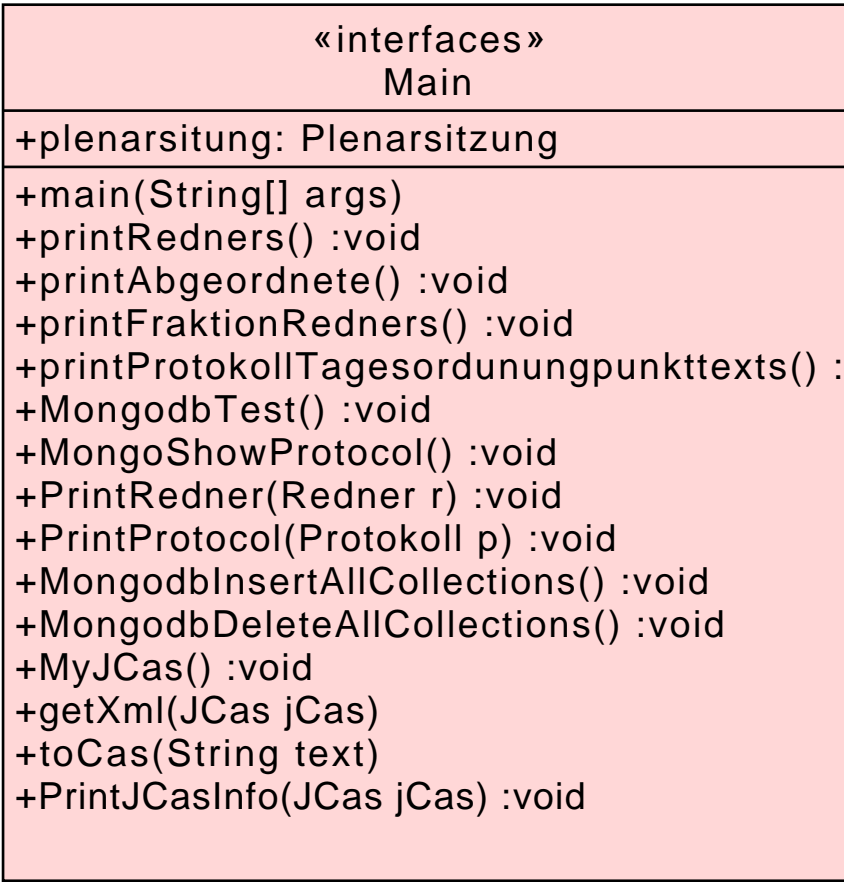 «interfaces»
Main
+plenarsitung: Plenarsitzung
+main(String[] args)
+printRedners() :void
+printAbgeordnete() :void
+printFraktionRedners() :void
+printProtokollTagesordunungpunkttexts() :
+MongodbTest() :void
+MongoShowProtocol() :void
+PrintRedner(Redner r) :void
+PrintProtocol(Protokoll p) :void
+MongodbInsertAllCollections() :void
+MongodbDeleteAllCollections() :void
+MyJCas() :void
+getXml(JCas jCas)
+toCas(String text)
+PrintJCasInfo(JCas jCas) :void